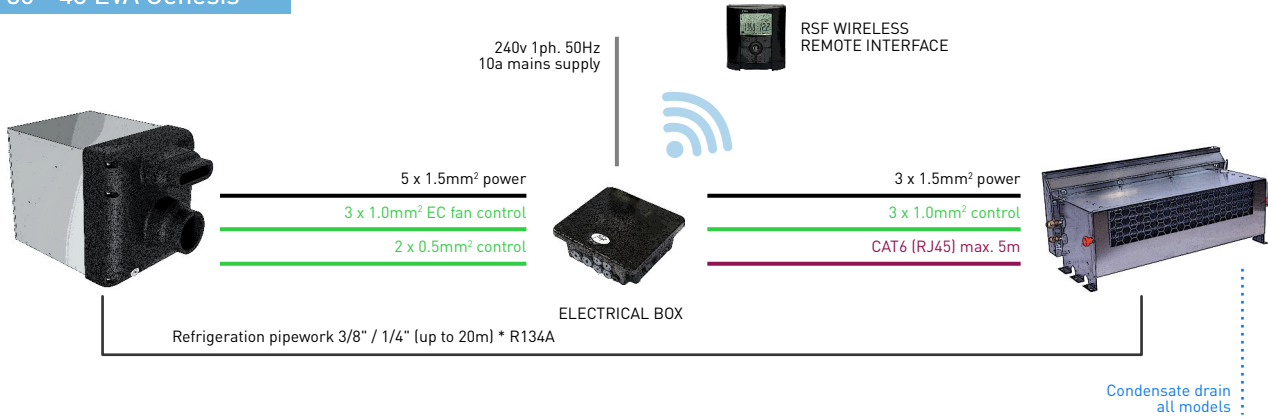 240v 1ph. 50Hz
10a mains supply
RSF WIRELESS
REMOTE INTERFACE
5 x 1.5mm² power
3 x 1.0mm² EC fan control
2 x 0.5mm² control
3 x 1.5mm² power
3 x 1.0mm² control
CAT6 (RJ45) max. 5m
ELECTRICAL BOX
Refrigeration pipework 3/8" / 1/4" (up to 20m) * R134A
Condensate drain
all models